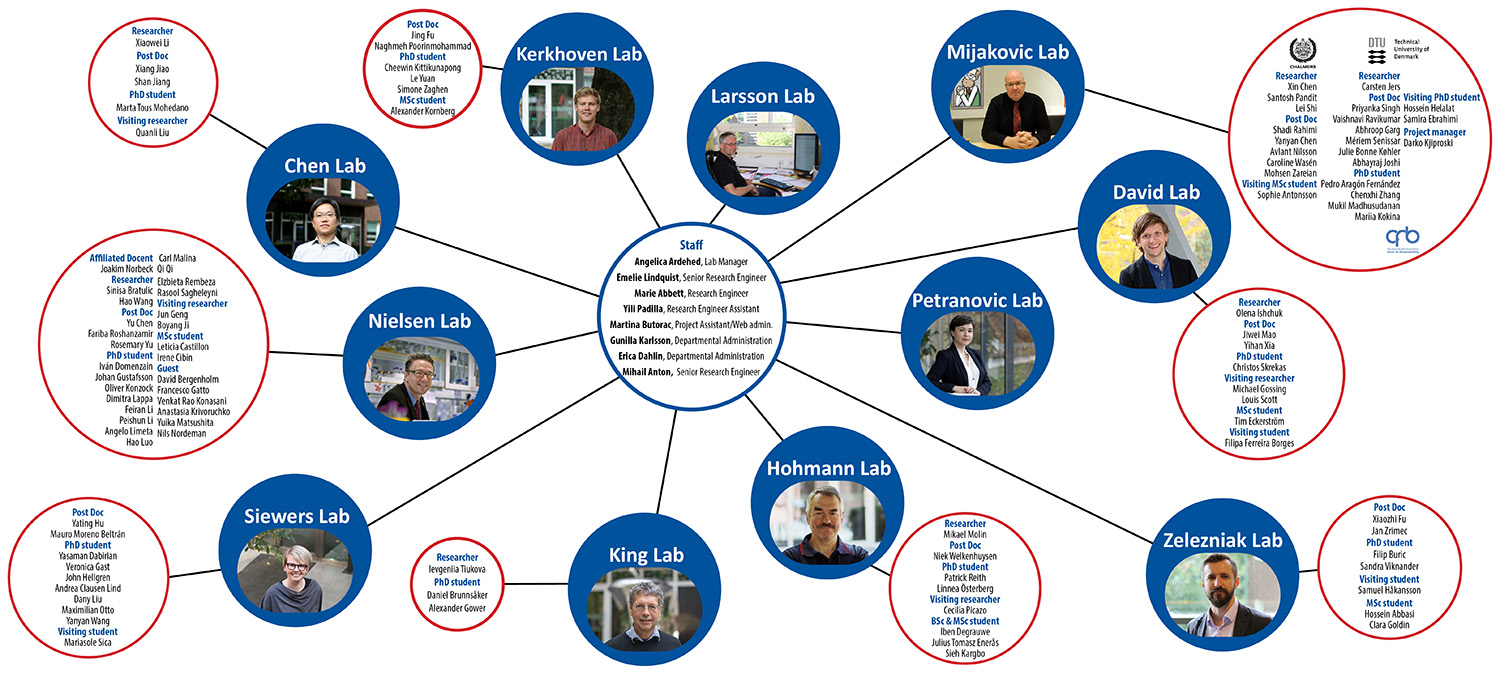 Kerkhoven Lab
Post Doc
Jing Fu
Naghmeh Poorinmohammad
PhD student
Cheewin Kittikunapong
Le Yuan
Simone Zaghen
MSc student
Alexander Kornberg
Larsson Lab
Mijakovic Lab
CHALMERS
Researcher
Xin Chen
Santosh Pandit
Lei Shi
Post Doc
Shadi Rahimi
Yanyan Chen
Avlant Nilsson
Caroline Wasén
Mohsen Zareian
Visiting MSc student
Sophie Antonsson
DTU
Technical
University of
Denmark
Researcher
Carsten Jers
Post Doc
Priyanka Singh
Vaishnavi Ravikumar
Abhroop Garg
Mériem Senissar
Julie Bonne Køhler
Abhayraj Joshi
PhD student
Pedro Aragón Fernández
Chenxhi Zhang
Mukil Madhusudanan
Mariia Kokina
Visiting PhD student
Hossein Helalat
Samira Ebrahimi
Project manager
Darko Kjiproski
cfb
Chen Lab
Researcher
Xiaowei Li
Post Doc
Xiang Jiao
Shan Jiang
PhD student
Marta Tous Mohedano
Visiting researcher
Quanli Liu
David Lab
Researcher
Olena Ishchuk
Post Doc
Jiwei Mao
Yihan Xia
PhD student
Christos Skrekas
Visiting researcher
Michael Gossing
Louis Scott
MSc student
Tim Eckerström
Visiting student
Filipa Ferreira Borges
Staff
Angelica Ardehed, Lab Manager
Emelie Lindquist, Senior Research Engineer
Marie Abbett, Research Engineer
Yili Padilla, Research Engineer Assistant
Martina Butorac, Project Assistant/Web admin.
Gunilla Karlsson, Departmental Administration
Erica Dahlin, Departmental Administration
Mihail Anton, Senior Research Engineer
Petranovic Lab
Nielsen Lab
Affiliated Docent
Joakim Norbeck
Researcher
Sinisa Bratulic
Hao Wang
Post Doc
Yu Chen
Fariba Roshanzamir
Rosemary Yu
PhD student
Iván Domenzain
Johan Gustafsson
Oliver Konzock
Dimitra Lappa
Feiran Li
Peishun Li
Angelo Limeta
Hao Luo
Carl Malina
Qi Qi
Elzbieta Rembeza
Rasool Sagheleyni
Visiting researcher
Jun Geng
Boyang Ji
MSc student
Leticia Castillon
Irene Cibin
Guest
David Bergenholm
Francesco Gatto
Venkat Rao Konasani
Anastasia Krivoruchko
Yuika Matsushita
Nils Nordeman
Siewers Lab
Post Doc
Yating Hu
Mauro Moreno Beltrán
PhD student
Yasaman Dabirian
Veronica Gast
John Hellgren
Andrea Clausen Lind
Dany Liu
Maximilian Otto
Yanyan Wang
Visiting student
Mariasole Sica
King Lab
Researcher
Ievgeniia Tiukova
PhD student
Daniel Brunnsåker
Alexander Gower
Hohmann Lab
Researcher
Mikael Molin
Post Doc
Niek Welkenhuysen
PhD student
Patrick Reith
Linnea Österberg
Visiting researcher
Cecilia Picazo
BSc & MSc student
Iben Degrauwe
Julius Tomasz Enerås
Sieh Kargbo
Zelezniak Lab
Post Doc
Xiaozhi Fu
Jan Zrimec
PhD student
Filip Buric
Sandra Viknander
Visiting student
Samuel Håkansson
MSc student
Hossein Abbasi
Clara Goldin